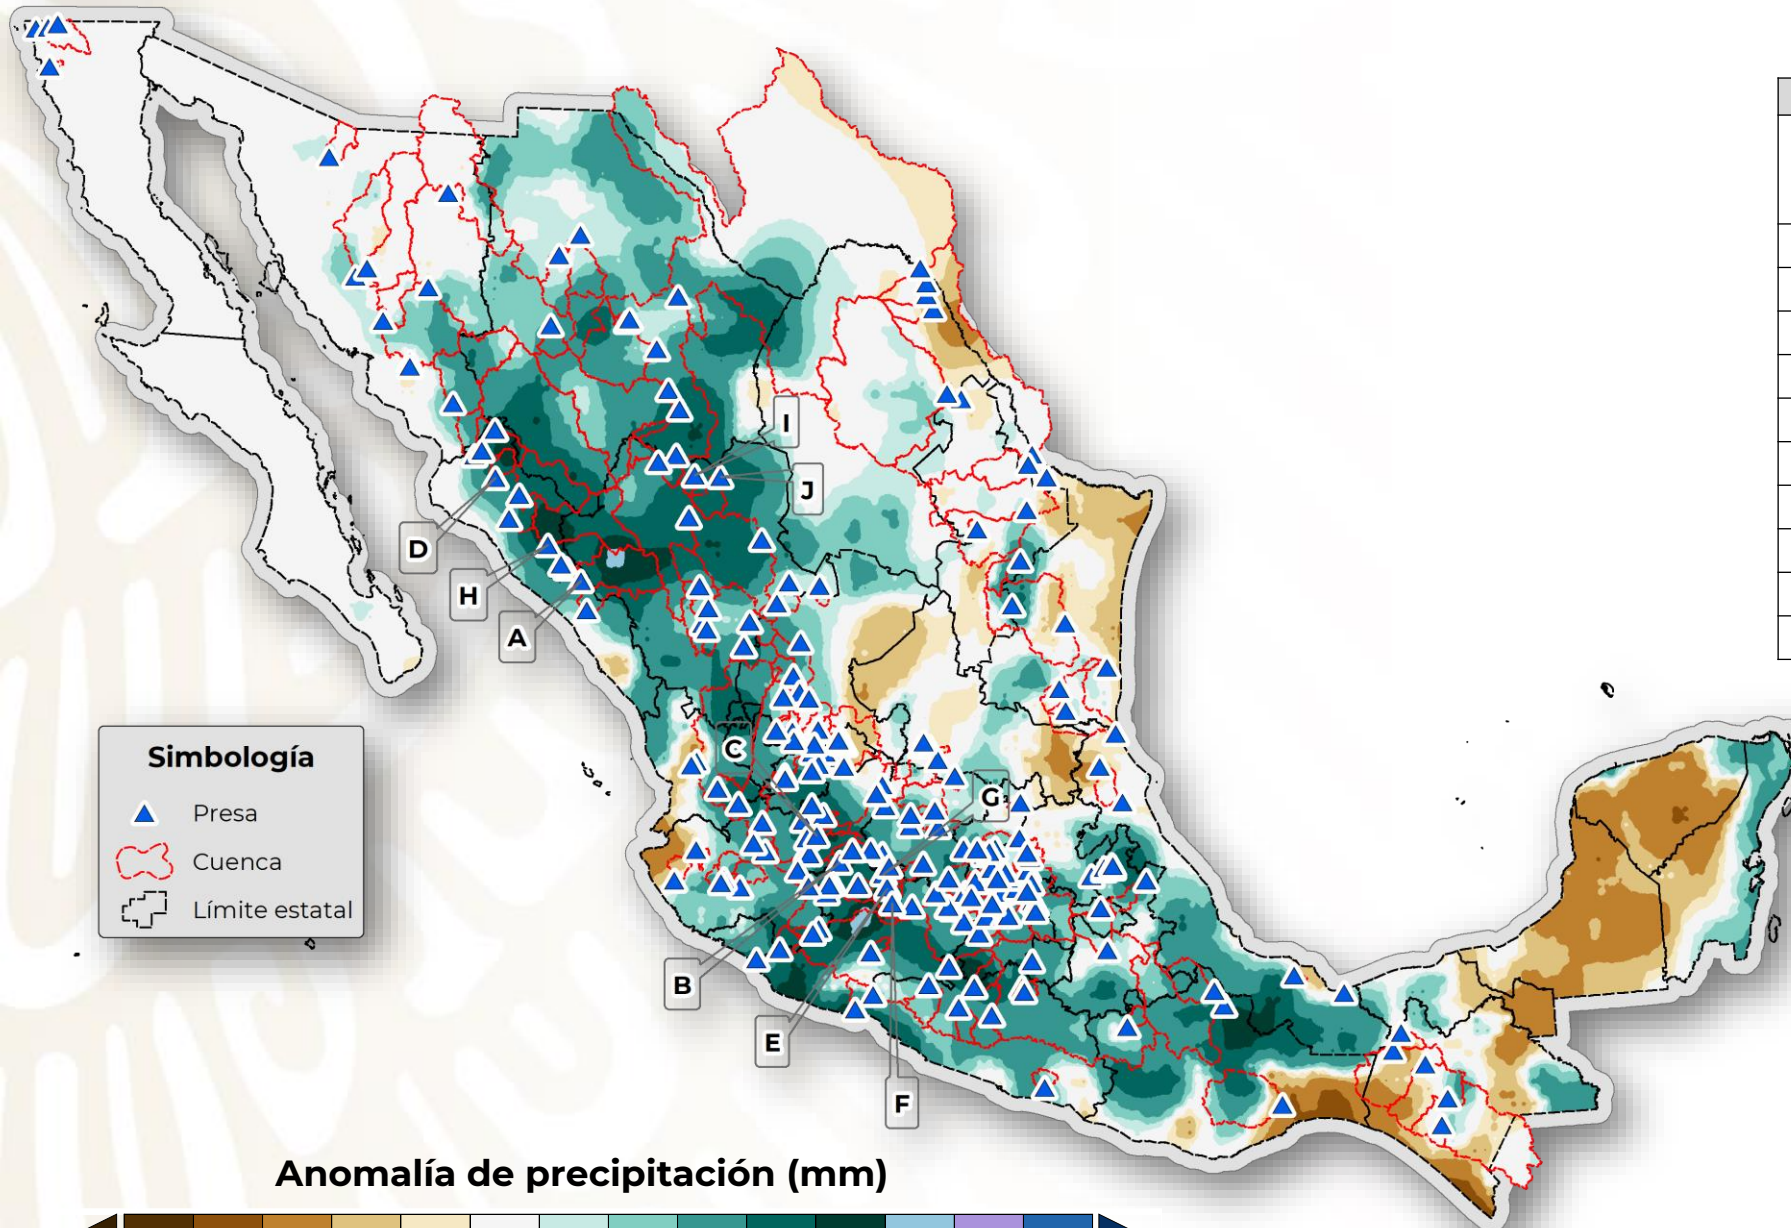 I
J
D
H
A
C
G
Simbología
Presa
Cuenca
Límite estatal
B
E
F
Anomalía de precipitación (mm)